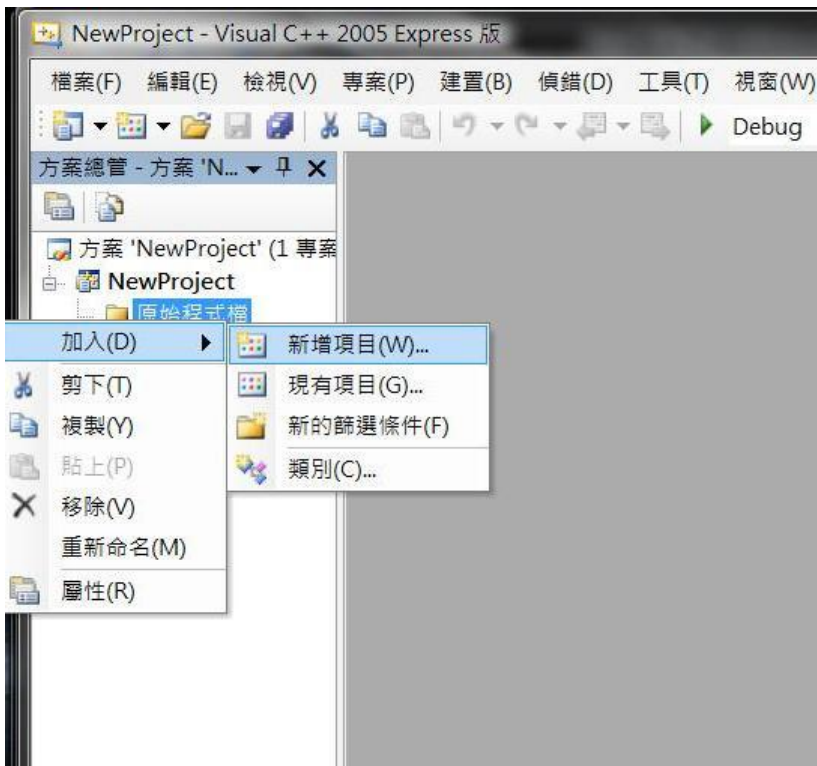 NewProject - Visual C++ 2005 Express 版
檔案(F) 編輯(E) 檢視(V) 專案(P) 建置(B) 偵錯(D) 工具(T) 視窗(W)
Debug
方案總管 - 方案 'N...
方案 'NewProject' (1 專案
NewProject
原始程式檔
加入(D)
新增項目(W)...
現有項目(G)...
新的篩選條件(F)
類別(C)...
剪下(T)
複製(Y)
貼上(P)
移除(V)
重新命名(M)
屬性(R)